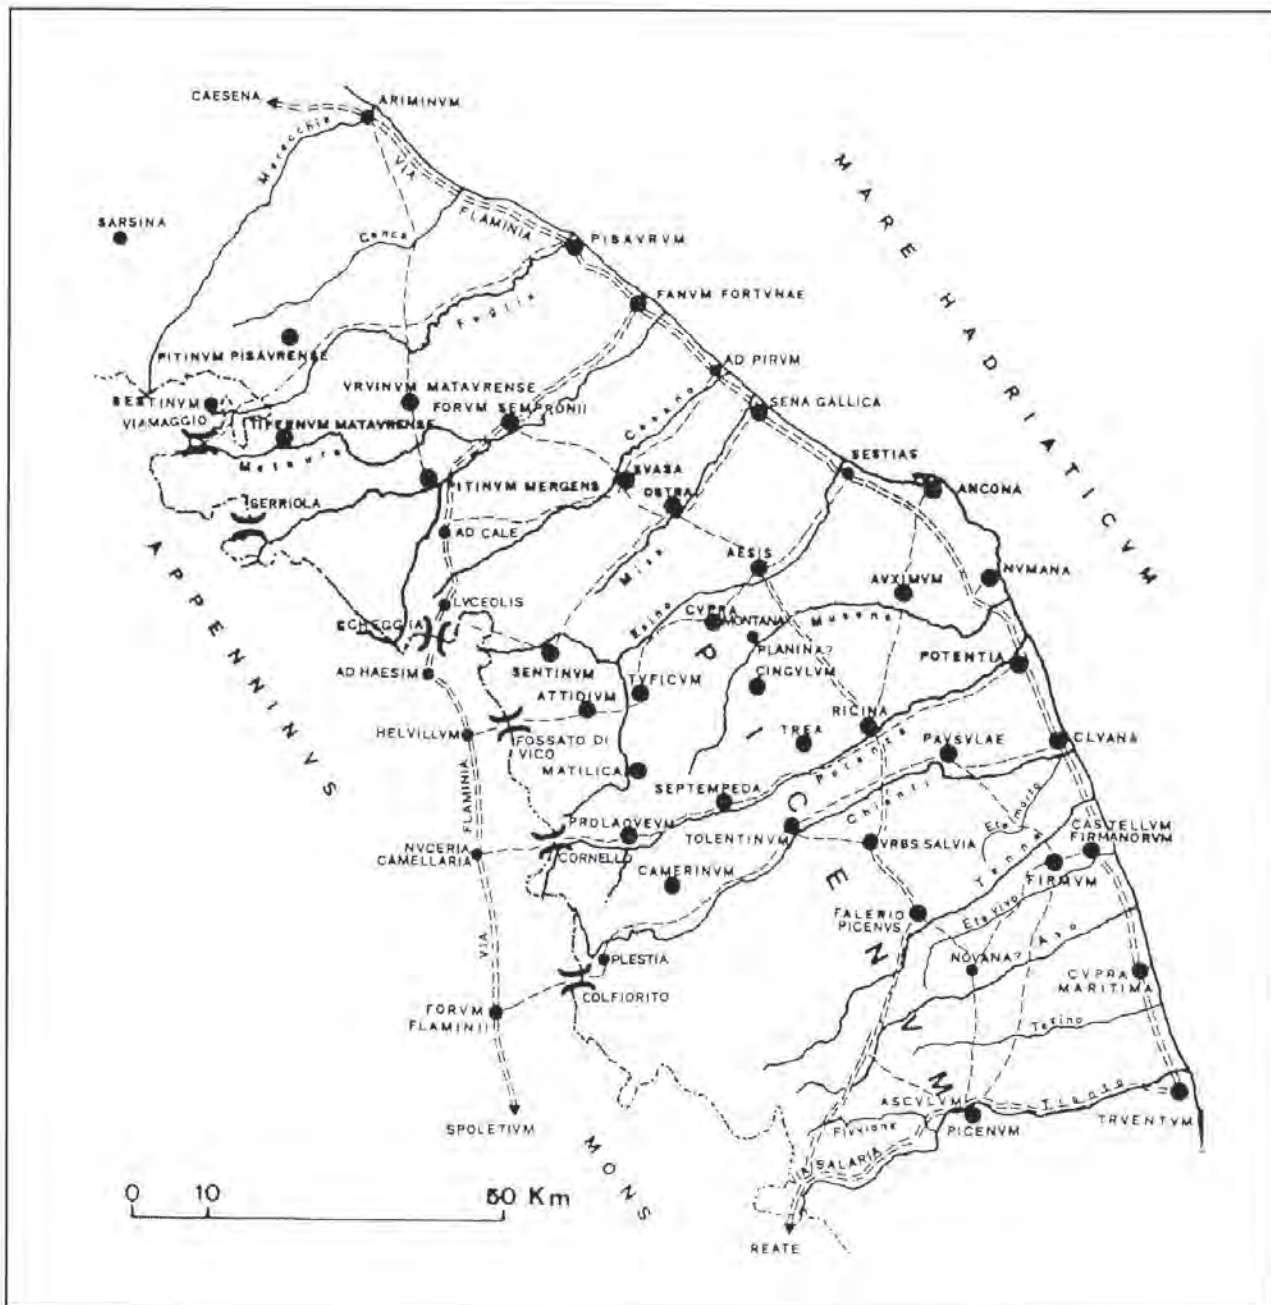 CAESENA
ARIMINVM
Marecchia
VIA
FLAMINIA
MARE HADRIATICVM
SARSINA
Conca
PISAVRVM
Foglia
FANVM FORTVNAE
PITINVM PISAVRENSE
AD PIRVM
VRVINVM MATAVRENSE
SESTINVM
FORVM SEMPRONII
SENA GALLICA
VIAMAGGIO
TIFERNVM MATAVRENSE
Cesano
Metauro
SESTIAS
PITINVM MERGENS
SVASA
OSTRA
ANCONA
GERRIOLA
AD CALE
APPENNINVS
Misa
AESIS
NVMANA
AVXIMVM
LVCEOLIS
Esino
CVPRA
MONTANA
Musone
SCHEGGIA
PLANINA?
POTENTIA
AD HAESIM
SENTINVM
TVFICVM
CINGVLVM
ATTIDIVM
RICINA
HELVILLVM
FOSSATO DI
VICO
TREA
PAVSVLAE
CLVANA
PICENVM
MATILICA
Potenza
SEPTEMPEDA
Chienti
FLAMINIA
PROLAQVEVM
TOLENTINVM
Ete morto
CASTELLVM
FIRMANORVM
NVCERIA
CAMELLARIA
CORNELLO
VRBS SALVIA
Tenna
CAMERINVM
FIRMVM
FALERIO
PICENVS
Ete vivo
Aso
VIA
PLESTIA
NOVANA?
CVPRA
MARITIMA
COLFIORITO
FORVM
FLAMINII
Tesino
ASCVLVM
PICENVM
Tronto
TRVENTVM
SPOLETIVM
Fluvione
SALARIA
MONS
0 10 50 Km
REATE